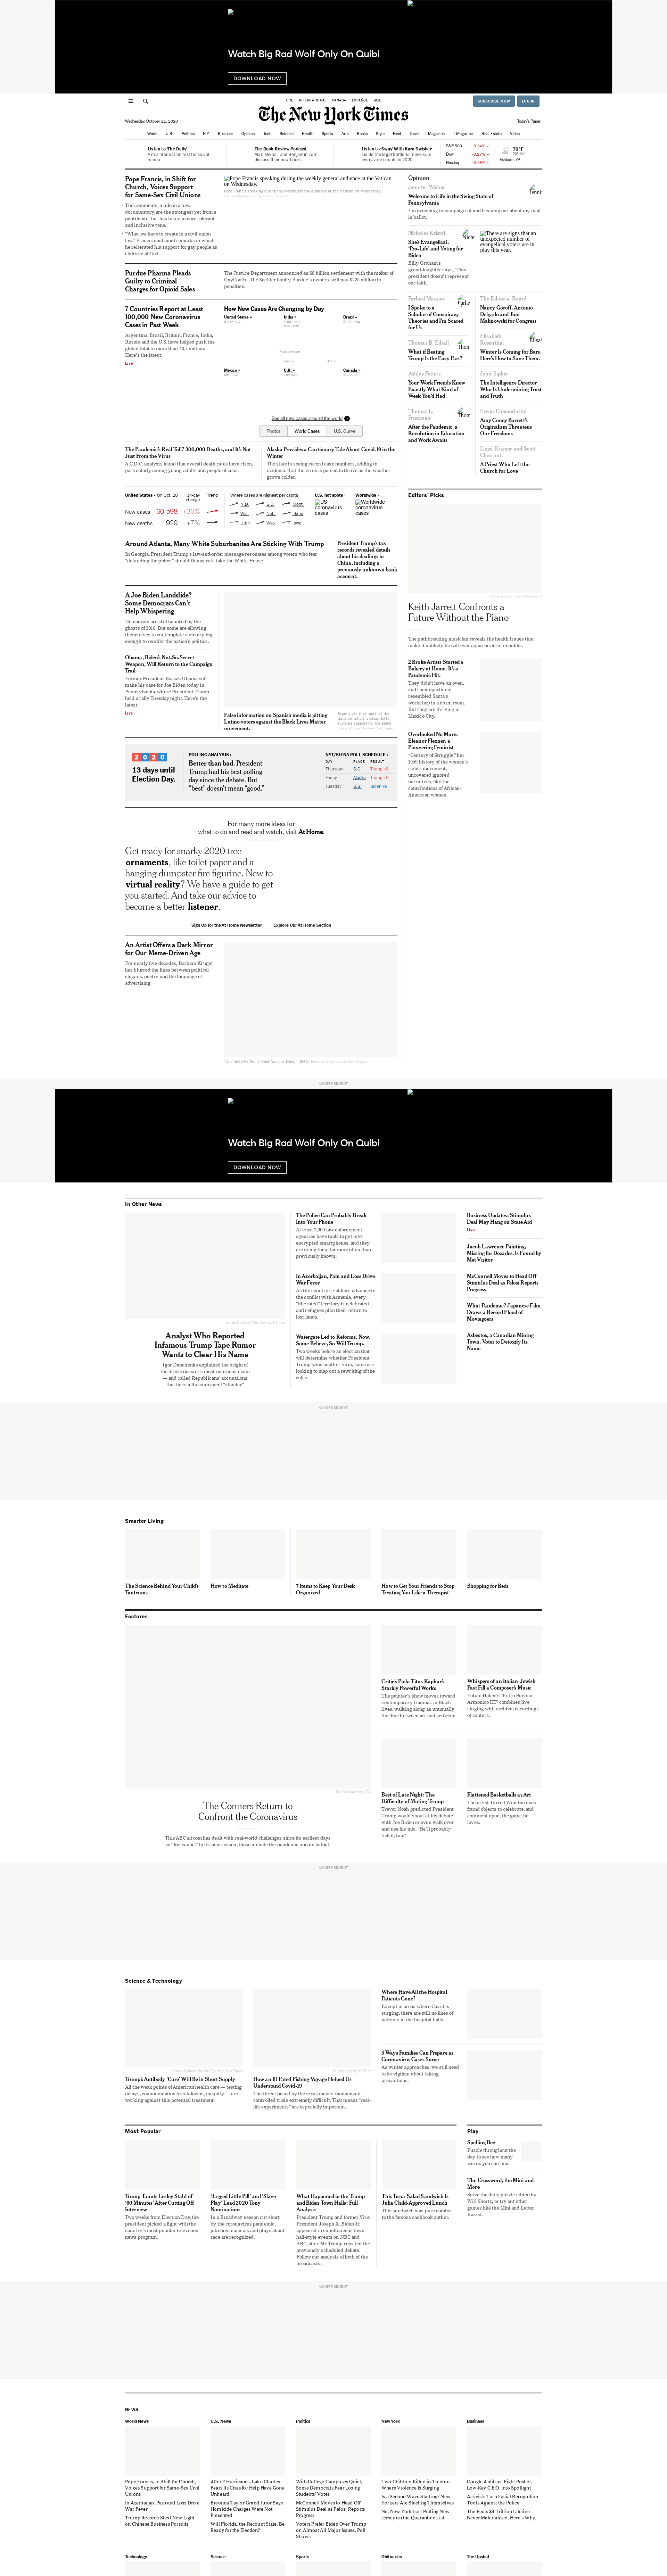 Watch Big Rad Wolf Only On Quibi
DOWNLOAD NOW
U.S. INTERNATIONAL CANADA ESPAÑOL 中文
SUBSCRIBE NOW LOG IN
The New York Times
Wednesday, October 21, 2020
Today's Paper
World U.S. Politics N.Y. Business Opinion Tech Science Health Sports Arts Books Style Food Travel Magazine T Magazine Real Estate Video
Listen to 'The Daily'
A misinformation test for social media.
The Book Review Podcast
Marc Lamont
Listen to 'Sway' With Kara Swisher
Inside the legal battle to make sure every vote counts in 2020.
S&P 500
Dow
Nasdaq
Ashburn, VA
Pope Francis, in Shift for
Church, Voices Support
for Same-Sex Civil Unions
The comments, made in a new
documentary, are the strongest yet from a
pontificate that has taken a more tolerant
and inclusive tone.
"What we have to create is a civil union
law," Francis said amid remarks in which
he reiterated his support for gay people as
children of God.
Pope Francis speaking during the weekly general audience at the Vatican
on Wednesday.
Purdue Pharma Pleads
Guilty to Criminal
Charges for Opioid Sales
The Justice Department announced an $8 billion settlement with the maker of
OxyContin. The Sackler family, Purdue's owners, will pay $225 million in
penalties.
7 Countries Report at Least
100,000 New Coronavirus
Cases in Past Week
Argentina, Brazil, Britain, France, India,
Russia and the U.S. have helped push the
global total to more than 40.7 million.
Here's the latest.
Live
How New Cases Are Changing by Day
United States » India » Brazil »
Mexico » U.K. » Canada »
See all new cases around the world
Photos World Cases U.S. Curve
The Pandemic's Real Toll? 300,000 Deaths, and It's Not
Just From the Virus
A C.D.C. analysis found that overall death rates have risen,
particularly among young adults and people of color.
Alaska Provides a Cautionary Tale About Covid-19 in the
Winter
The state is seeing record case numbers, adding to
evidence that the virus is poised to thrive as the weather
grows colder.
United States › On Oct. 20 14-day change Trend
New cases 60,598 +36%
New deaths 929 +7%
Where cases are highest per capita
N.D. S.D. Mont.
Wis. Neb. Idaho
Utah Wyo. Iowa
U.S. hot spots ›
US coronavirus cases
Worldwide ›
Worldwide coronavirus cases
Around Atlanta, Many White Suburbanites Are Sticking With Trump
In Georgia, President Trump's law-and-order message resonates among voters who fear
"defunding the police" should Democrats take the White House.
President Trump's tax
records revealed details
about his dealings in
China, including a
previously unknown bank
account.
A Joe Biden Landslide?
Some Democrats Can't
Help Whispering
Democrats are still haunted by the
ghosts of 2016. But some are allowing
themselves to contemplate a victory big
enough to reorder the nation's politics.
Obama, Biden's Not-So-Secret
Weapon, Will Return to the Campaign
Trail
Former President Barack Obama will
make his case for Joe Biden today in
Pennsylvania, where President Trump
held a rally Tuesday night. Here's the
latest.
Live
False information on Spanish media is pitting
Latino voters against the Black Lives Matter
movement.
2 0 2 0
13 days until
Election Day.
POLLING ANALYSIS ›
Better than bad. President
Trump had his best polling
day since the debate. But
"best" doesn't mean "good."
NYT/SIENA POLL SCHEDULE ›
DAY PLACE RESULT
Thursday S.C. Trump +8
Friday Alaska Trump +6
Tuesday U.S. Biden +9
For many more ideas for
what to do and read and watch, visit At Home.
Get ready for snarky 2020 tree
ornaments, like toilet paper and a
hanging dumpster fire figurine. New to
virtual reality? We have a guide to get
you started. And take our advice to
become a better listener.
Sign Up for the At Home Newsletter Explore Our At Home Section
An Artist Offers a Dark Mirror
for Our Meme-Driven Age
For nearly five decades, Barbara Kruger
has blurred the lines between political
slogans, poetry and the language of
advertising.
Opinion
Jennifer Weiner
Welcome to Life in the Swing State of
Pennsylvania
I'm drowning in campaign lit and freaking out about my mail-
in ballot.
Nicholas Kristof
She's Evangelical,
'Pro-Life' and Voting for
Biden
Billy Graham's
granddaughter says, "This
president doesn't represent
our faith."
There are signs that an
unexpected number of
evangelical voters are in
play this year.
Farhad Manjoo
I Spoke to a
Scholar of Conspiracy
Theories and I'm Scared
for Us
The Editorial Board
Nancy Garoff, Antonio
Delgado and Tom
Malinowski for Congress
Thomas B. Edsall
What if Beating
Trump Is the Easy Part?
Elizabeth Rosenthal
Winter Is Coming for Bars.
Here's How to Save Them.
Ashley Fetters
Your Work Friends Knew
Exactly What Kind of
Week You'd Had
John Sipher
The Intelligence Director
Who Is Undermining Trust
and Truth
Thomas L. Friedman
After the Pandemic, a
Revolution in Education
and Work Awaits
Erwin Chemerinsky
Amy Coney Barrett's
Originalism Threatens
Our Freedoms
A Priest Who Left the
Church for Love
Editors' Picks
Keith Jarrett Confronts a
Future Without the Piano
The pathbreaking musician reveals the health issues that
make it unlikely he will ever again perform in public.
2 Broke Artists Started a
Bakery at Home. It's a
Pandemic Hit.
They didn't have an oven,
and their apartment
resembled Santa's
workshop in a dorm room.
But they are thriving in
Mexico City.
Overlooked No More:
Eleanor Flexner, a
Pioneering Feminist
"Century of Struggle," her
1959 history of the women's
rights movement,
uncovered ignored
narratives, like the
contributions of African-
American women.
ADVERTISEMENT
Watch Big Rad Wolf Only On Quibi
DOWNLOAD NOW
In Other News
Analyst Who Reported
Infamous Trump Tape Rumor
Wants to Clear His Name
Igor Danchenko explained the origin of
the Steele dossier's most notorious claim
— and called Republicans' accusations
that he is a Russian agent "slander."
The Police Can Probably Break
Into Your Phone
At least 2,000 law enforcement
agencies have tools to get into
encrypted smartphones, and they
are using them far more often than
previously known.
In Azerbaijan, Pain and Loss Drive
War Fever
As the country's soldiers advance in
the conflict with Armenia, every
"liberated" territory is celebrated
and refugees plan their return to
lost lands.
Watergate Led to Reforms. Now,
Some Believe, So Will Trump.
Two weeks before an election that
will determine whether President
Trump wins another term, some are
looking to map out a rewriting of the
rules.
Business Updates: Stimulus
Deal May Hang on State Aid
Live
Jacob Lawrence Painting,
Missing for Decades, Is Found by
Met Visitor
McConnell Moves to Head Off
Stimulus Deal as Pelosi Reports
Progress
What Pandemic? Japanese Film
Draws a Record Flood of
Moviegoers
Asbestos, a Canadian Mining
Town, Votes to Detoxify Its
Name
ADVERTISEMENT
Smarter Living
The Science Behind Your Child's
Tantrums
How to Meditate
7 Items to Keep Your Desk
Organized
How to Get Your Friends to Stop
Treating You Like a Therapist
Shopping for Beds
Features
The Conners Return to
Confront the Coronavirus
This ABC sitcom has dealt with real-world challenges since its earliest days
as "Roseanne." In its new season, those include the pandemic and its fallout.
Critic's Pick: Titus Kaphar's
Starkly Powerful Works
The painter's show moves toward
contemporary traumas in Black
lives, walking along an unusually
fine line between art and activism.
Whispers of an Italian-Jewish
Past Fill a Composer's Music
Yotam Haber's "Estro Poetico-
Armonico III" combines live
singing with archival recordings
of cantors.
Best of Late Night: The
Difficulty of Muting Trump
Trevor Noah predicted President
Trump would shout at his debate
with Joe Biden or even walk over
and use his mic. "He'll probably
lick it, too."
Flattened Basketballs as Art
The artist Tyrrell Winston uses
found objects to celebrate, and
comment upon, the game he
loves.
ADVERTISEMENT
Science & Technology
Trump's Antibody 'Cure' Will Be in Short Supply
All the weak points of American health care — testing
delays, communication breakdowns, inequity — are
working against this potential treatment.
How an Ill-Fated Fishing Voyage Helped Us
Understand Covid-19
The threat posed by the virus makes randomized
controlled trials extremely difficult. That means "real-
life experiments" are especially important.
Where Have All the Hospital
Patients Gone?
Except in areas where Covid is
surging, there are still no lines of
patients in the hospital halls.
5 Ways Families Can Prepare as
Coronavirus Cases Surge
As winter approaches, we still need
to be vigilant about taking
precautions.
Most Popular
Trump Taunts Lesley Stahl of
'60 Minutes' After Cutting Off
Interview
Two weeks from Election Day, the
president picked a fight with the
country's most popular television
news program.
'Jagged Little Pill' and 'Slave
Play' Lead 2020 Tony
Nominations
In a Broadway season cut short
by the coronavirus pandemic,
jukebox musicals and plays about
race are recognized.
What Happened in the Trump
and Biden Town Halls: Full
Analysis
President Trump and former Vice
President Joseph R. Biden Jr.
appeared in simultaneous town-
hall-style events on NBC and
ABC, after Mr. Trump rejected the
previously scheduled debate.
Follow our analysis of both of the
broadcasts.
This Tuna-Salad Sandwich Is
Julia Child-Approved Lunch
This sandwich was pure comfort
to the famous cookbook author.
Play
Spelling Bee
Puzzle throughout the
day to see how many
words you can find.
The Crossword, the Mini and
More
Solve the daily puzzle edited by
Will Shortz, or try out other
games like the Mini and Letter
Boxed.
ADVERTISEMENT
NEWS
World News
Pope Francis, in Shift for Church,
Voices Support for Same-Sex Civil
Unions
In Azerbaijan, Pain and Loss Drive
War Fever
Trump Records Shed New Light
on Chinese Business Pursuits
U.S. News
After 2 Hurricanes, Lake Charles
Fears Its Cries for Help Have Gone
Unheard
Breonna Taylor Grand Juror Says
Homicide Charges Were Not
Presented
Will Florida, the Recount State, Be
Ready for the Election?
Politics
With College Campuses Quiet,
Some Democrats Fear Losing
Students' Votes
McConnell Moves to Head Off
Stimulus Deal as Pelosi Reports
Progress
Voters Prefer Biden Over Trump
on Almost All Major Issues, Poll
Shows
New York
Two Children Killed in Trenton,
Where Violence Is Surging
Is a Second Wave Starting? New
Yorkers Are Steeling Themselves
No, New York Isn't Putting New
Jersey on the Quarantine List
Business
Google Antitrust Fight Pushes
Low-Key C.E.O. Into Spotlight
Activists Turn Facial Recognition
Tools Against the Police
The Fed's $4 Trillion Lifeline
Never Materialized. Here's Why.
Technology Science Sports Obituaries The Upshot